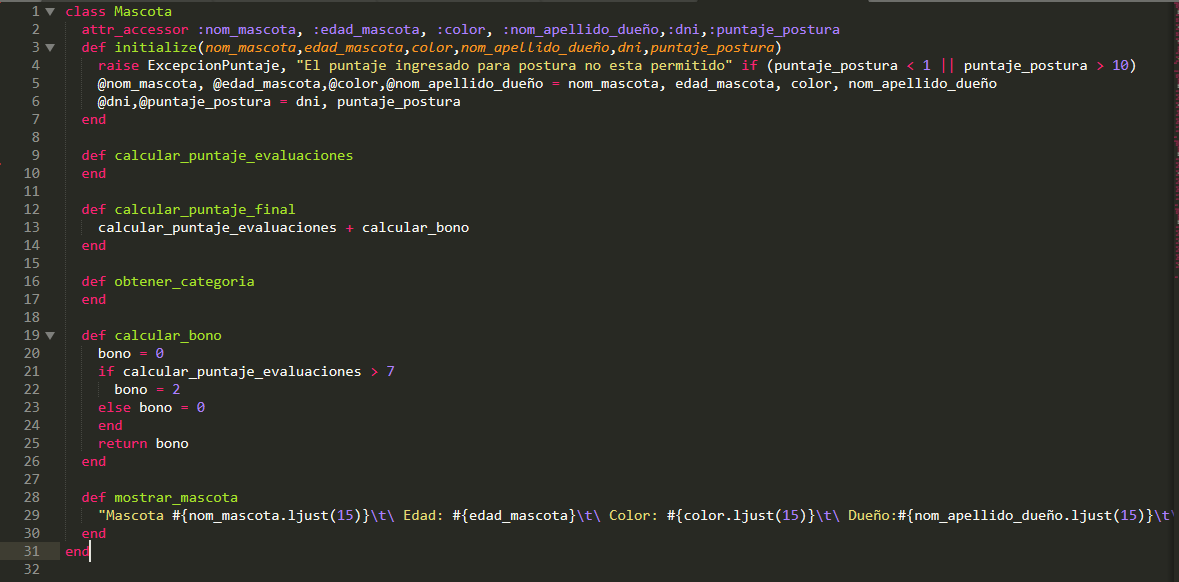 1 class Mascota
2 attr_accessor :nom_mascota, :edad_mascota, :color, :nom_apellido_dueño,:dni,:puntaje_postura
3 def initialize(nom_mascota,edad_mascota,color,nom_apellido_dueño,dni,puntaje_postura)
4 raise ExcepcionPuntaje, "El puntaje ingresado para postura no esta permitido" if (puntaje_postura < 1 || puntaje_postura > 10)
5 @nom_mascota, @edad_mascota,@color,@nom_apellido_dueño = nom_mascota, edad_mascota, color, nom_apellido_dueño
6 @dni,@puntaje_postura = dni, puntaje_postura
7 end
8
9 def calcular_puntaje_evaluaciones
10 end
11
12 def calcular_puntaje_final
13 calcular_puntaje_evaluaciones + calcular_bono
14 end
15
16 def obtener_categoria
17 end
18
19 def calcular_bono
20 bono = 0
21 if calcular_puntaje_evaluaciones > 7
22 bono = 2
23 else bono = 0
24 end
25 return bono
26 end
27
28 def mostrar_mascota
29 "Mascota #{nom_mascota.ljust(15)}\t\ Edad: #{edad_mascota}\t\ Color: #{color.ljust(15)}\t\ Dueño:#{nom_apellido_dueño.ljust(15)}\t\
30 end
31 end
32